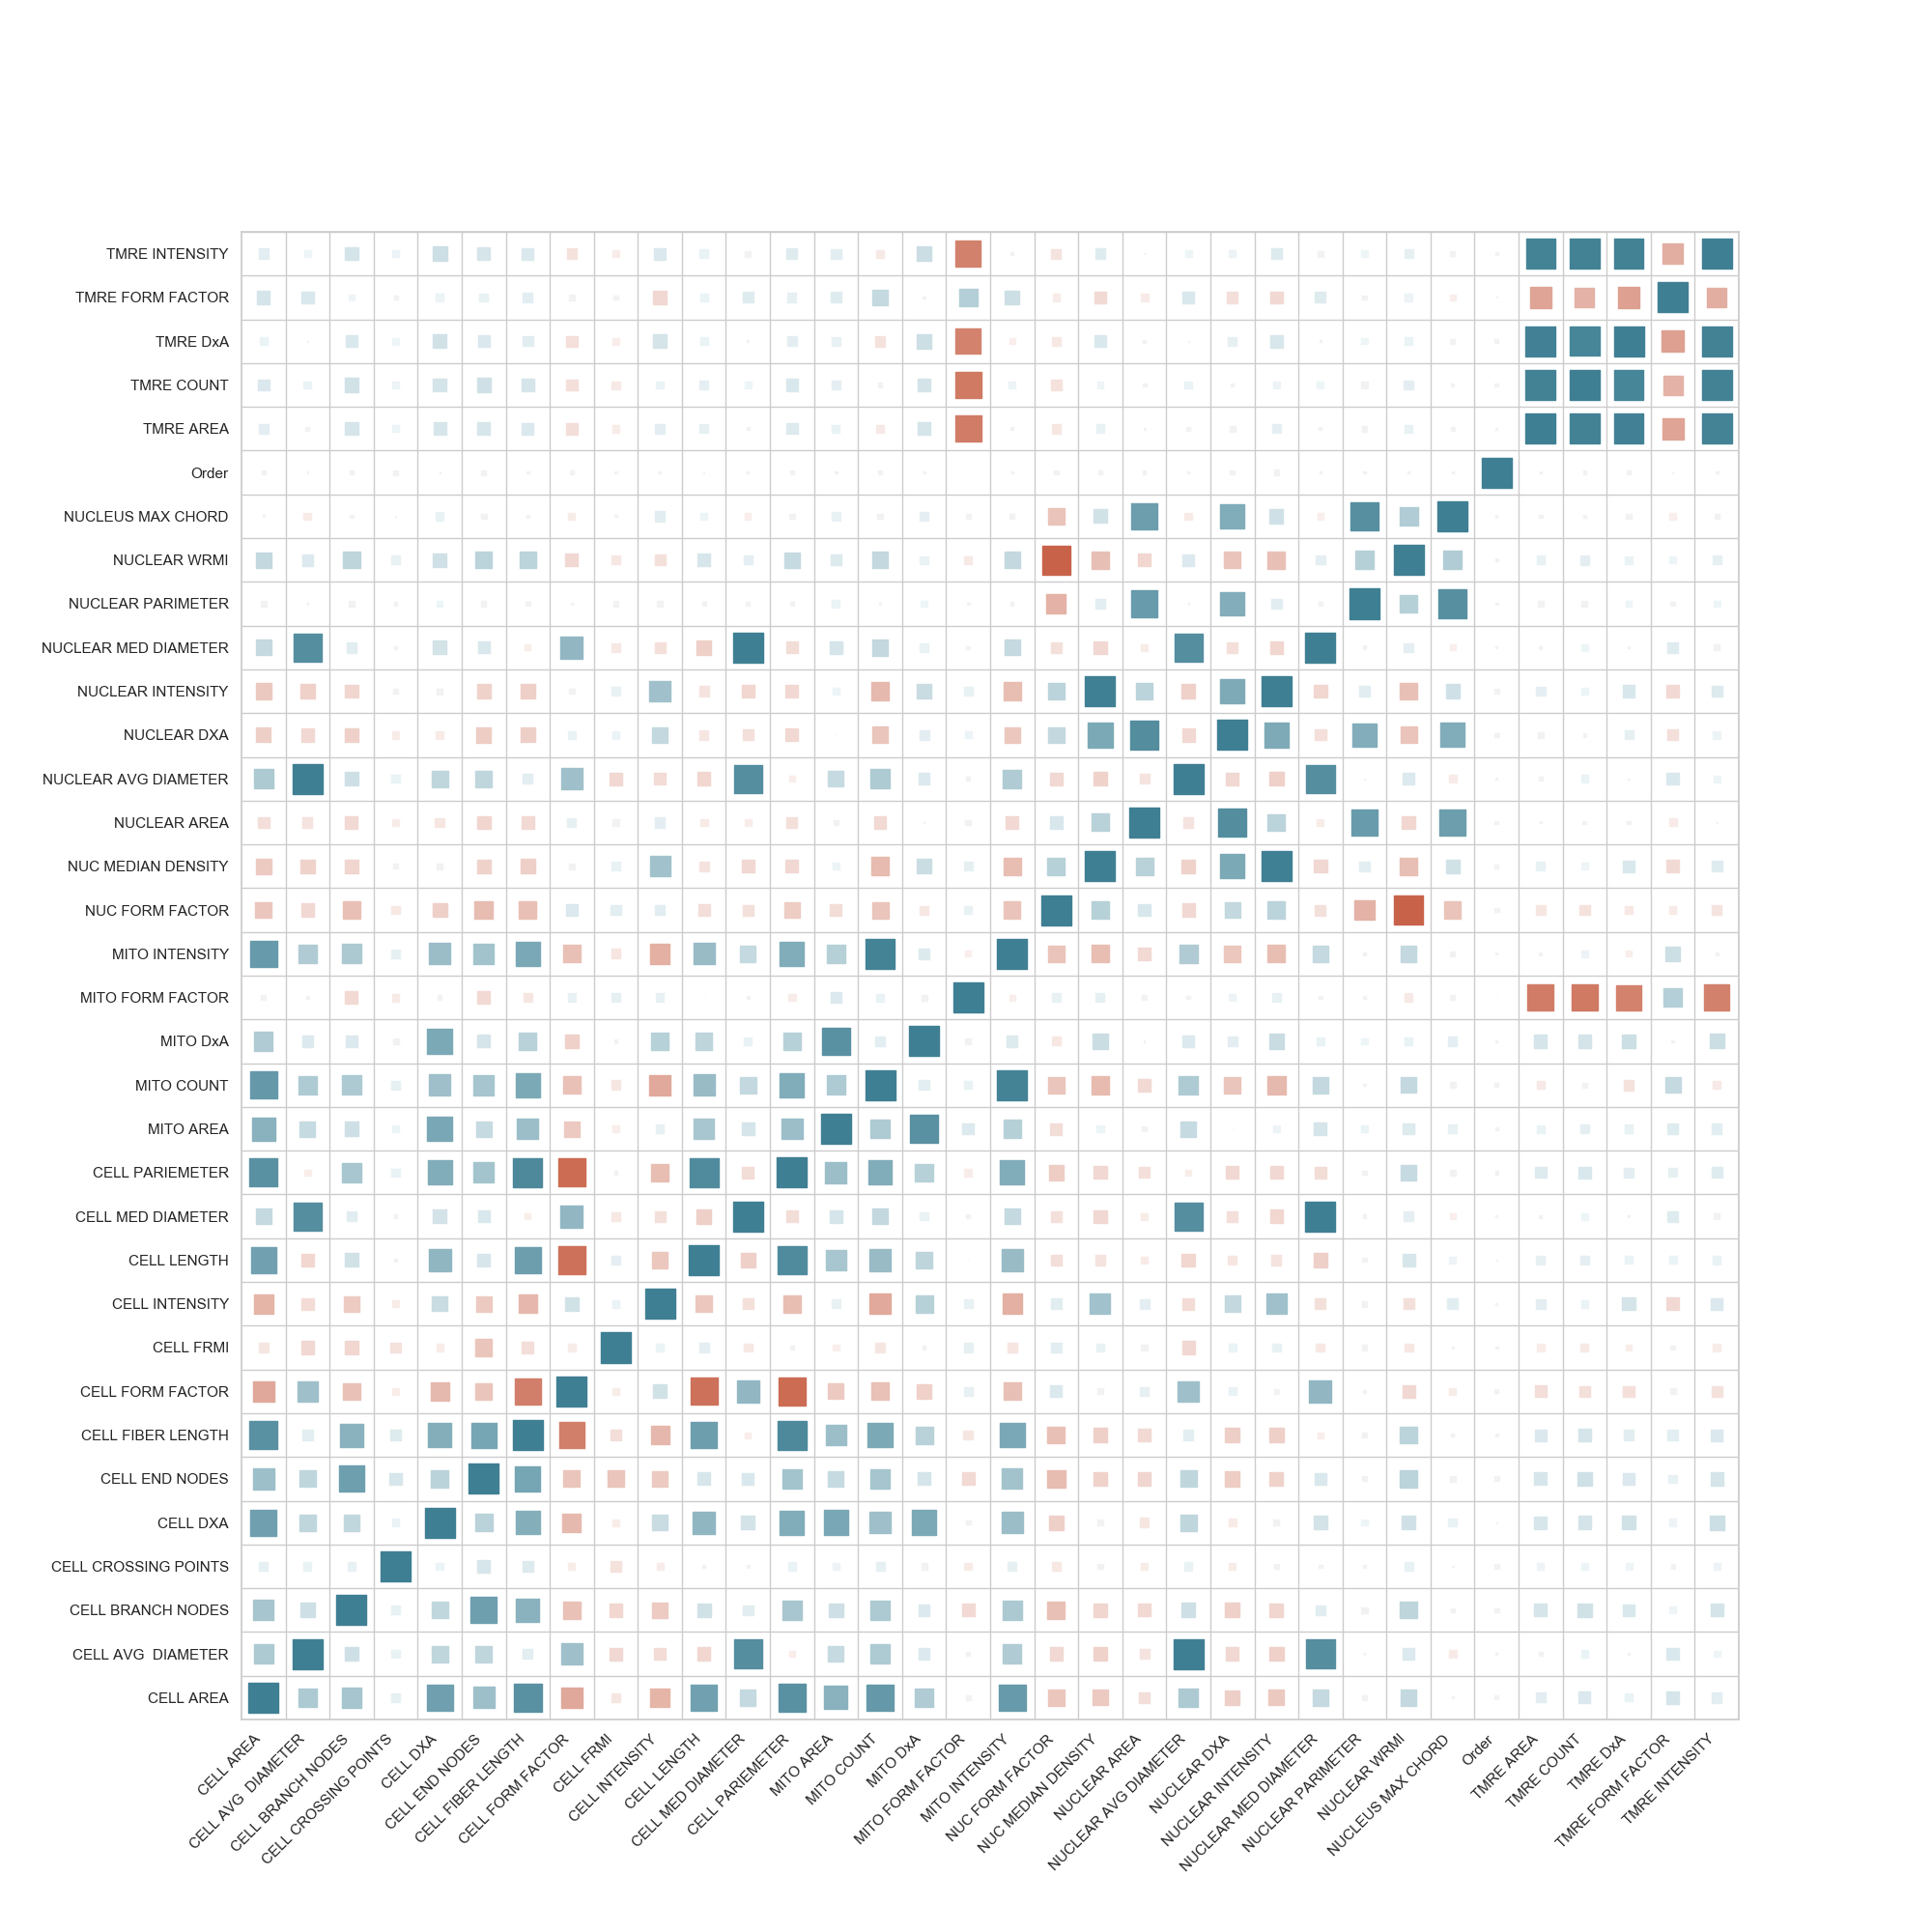 TMRE INTENSITY
TMRE FORM FACTOR
TMRE DxA
TMRE COUNT
TMRE AREA
Order
NUCLEUS MAX CHORD
NUCLEAR WRMI
NUCLEAR PARIMETER
NUCLEAR MED DIAMETER
NUCLEAR INTENSITY
NUCLEAR DXA
NUCLEAR AVG DIAMETER
NUCLEAR AREA
NUC MEDIAN DENSITY
NUC FORM FACTOR
MITO INTENSITY
MITO FORM FACTOR
MITO DxA
MITO COUNT
MITO AREA
CELL PARIEMETER
CELL MED DIAMETER
CELL LENGTH
CELL INTENSITY
CELL FRMI
CELL FORM FACTOR
CELL FIBER LENGTH
CELL END NODES
CELL DXA
CELL CROSSING POINTS
CELL BRANCH NODES
CELL AVG  DIAMETER
CELL AREA
CELL AREA
CELL AVG  DIAMETER
CELL BRANCH NODES
CELL CROSSING POINTS
CELL DXA
CELL END NODES
CELL FIBER LENGTH
CELL FORM FACTOR
CELL FRMI
CELL INTENSITY
CELL LENGTH
CELL MED DIAMETER
CELL PARIEMETER
MITO AREA
MITO COUNT
MITO DxA
MITO FORM FACTOR
MITO INTENSITY
NUC FORM FACTOR
NUC MEDIAN DENSITY
NUCLEAR AREA
NUCLEAR AVG DIAMETER
NUCLEAR DXA
NUCLEAR INTENSITY
NUCLEAR MED DIAMETER
NUCLEAR PARIMETER
NUCLEAR WRMI
NUCLEUS MAX CHORD
Order
TMRE AREA
TMRE COUNT
TMRE DxA
TMRE FORM FACTOR
TMRE INTENSITY